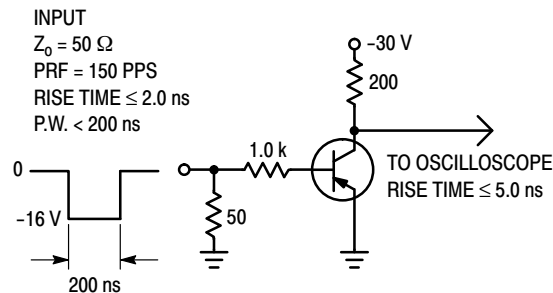 INPUT
Z₀ = 50 Ω
PRF = 150 PPS
RISE TIME ≤ 2.0 ns
P.W. < 200 ns
–30 V
200
1.0 k
TO OSCILLOSCOPE
RISE TIME ≤ 5.0 ns
0
–16 V
50
200 ns